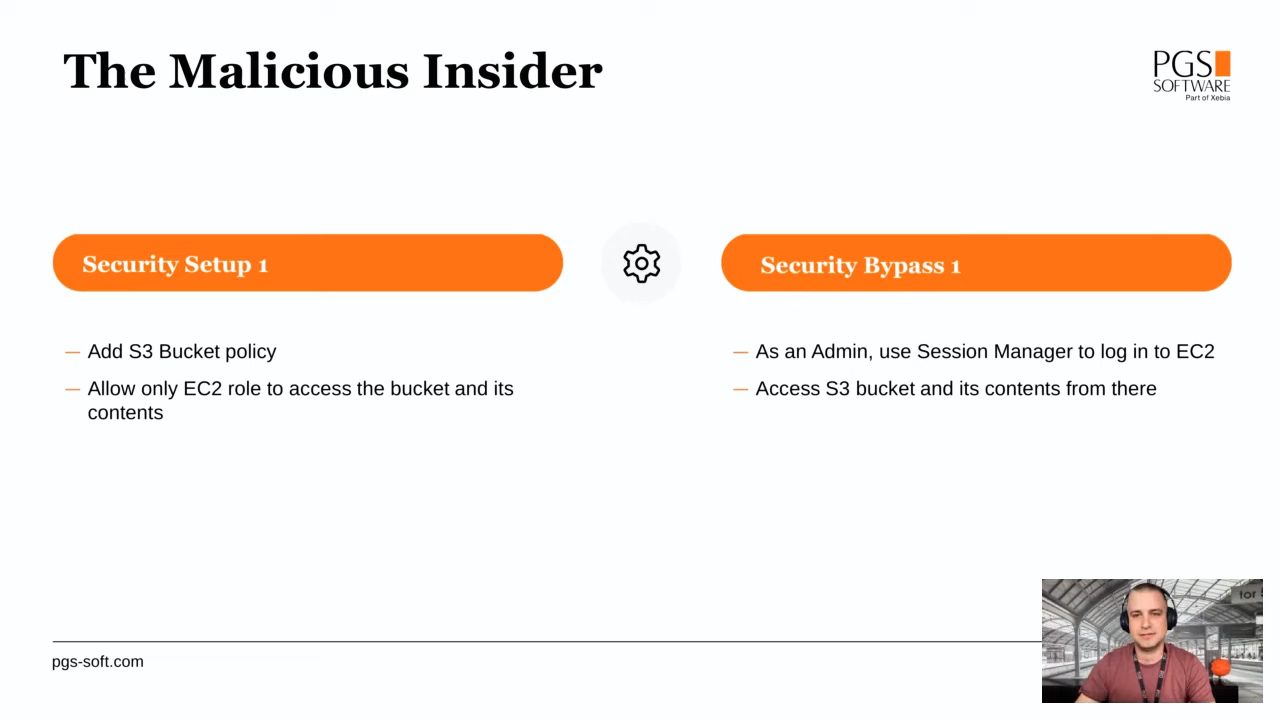 The Malicious Insider
PGS
SOFTWARE
Part of Xebia
Security Setup 1
— Add S3 Bucket policy
— Allow only EC2 role to access the bucket and its
contents
Security Bypass 1
— As an Admin, use Session Manager to log in to EC2
— Access S3 bucket and its contents from there
pgs-soft.com
for